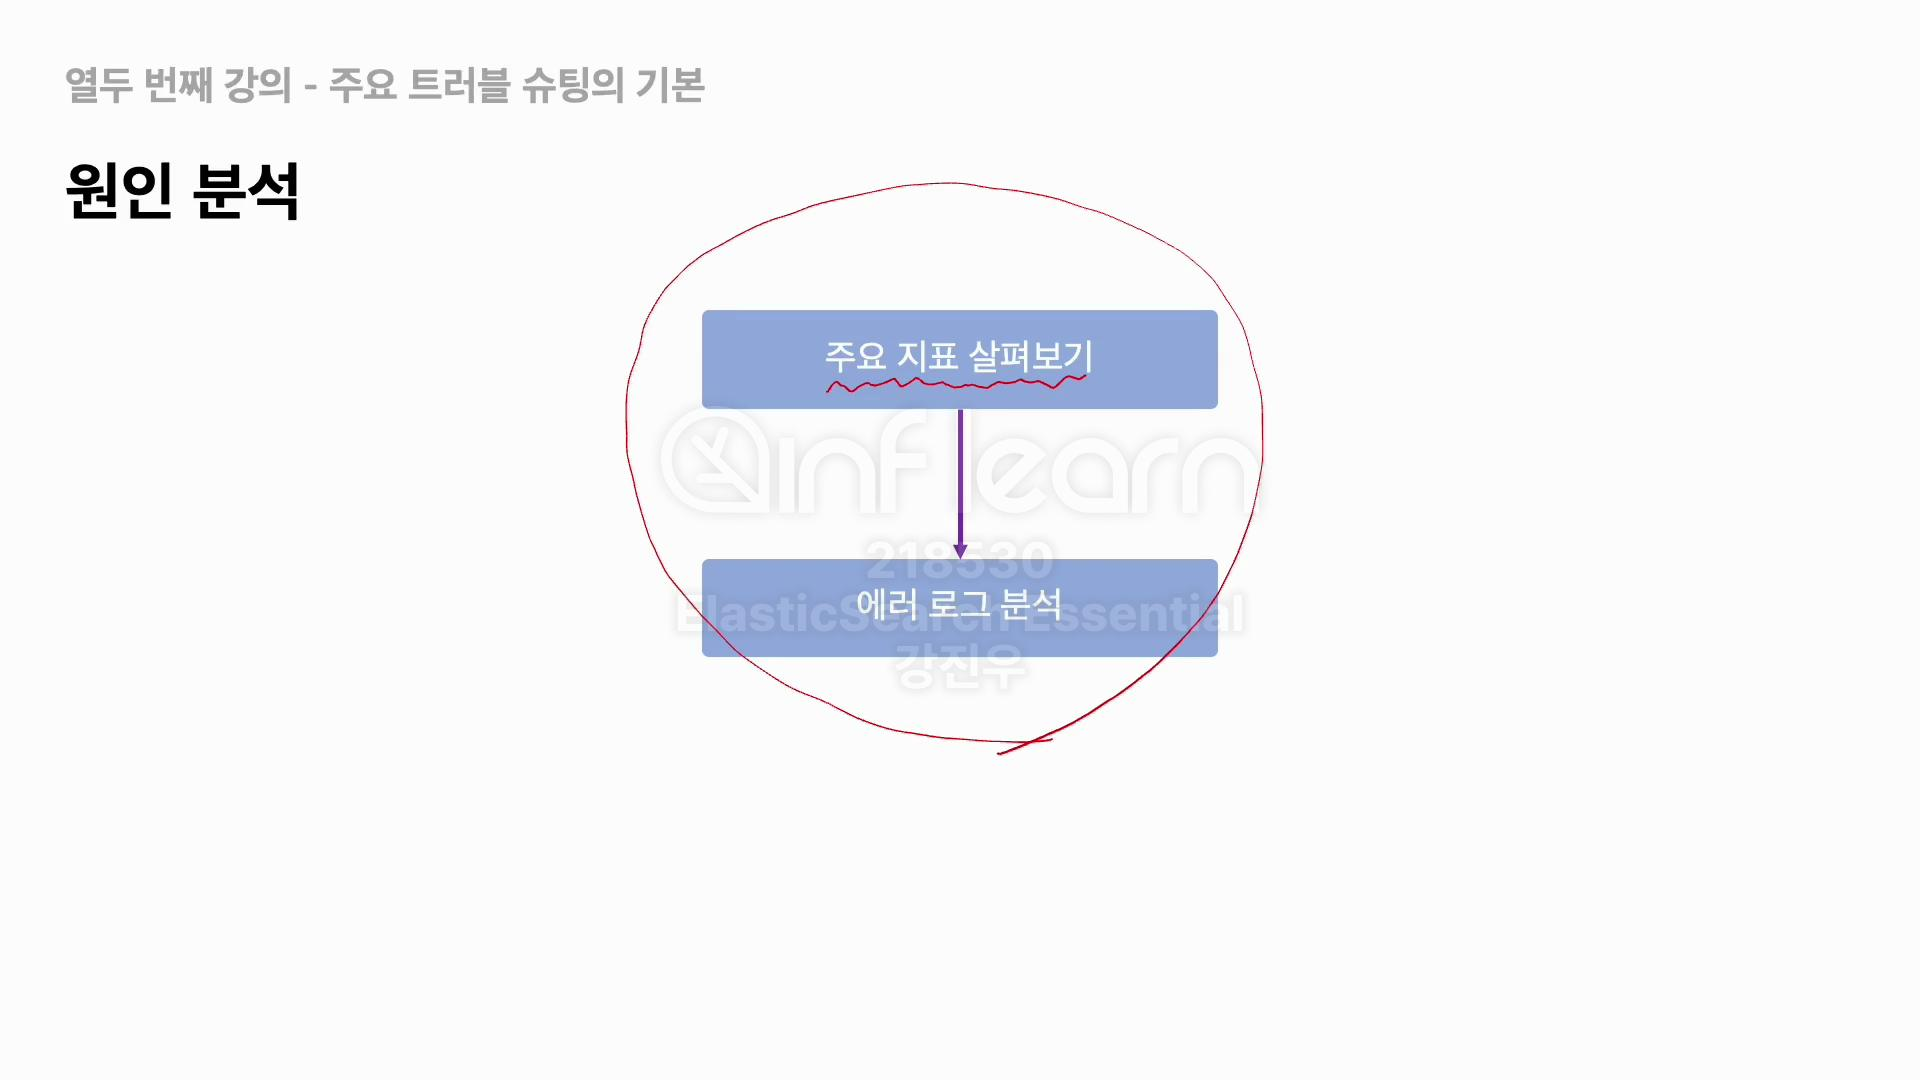 열두 번째 강의 - 주요 트러블 슈팅의 기본
원인 분석
주요 지표 살펴보기
inflearn
218530
에러 로그 분석
ElasticSearch Essential
강진우